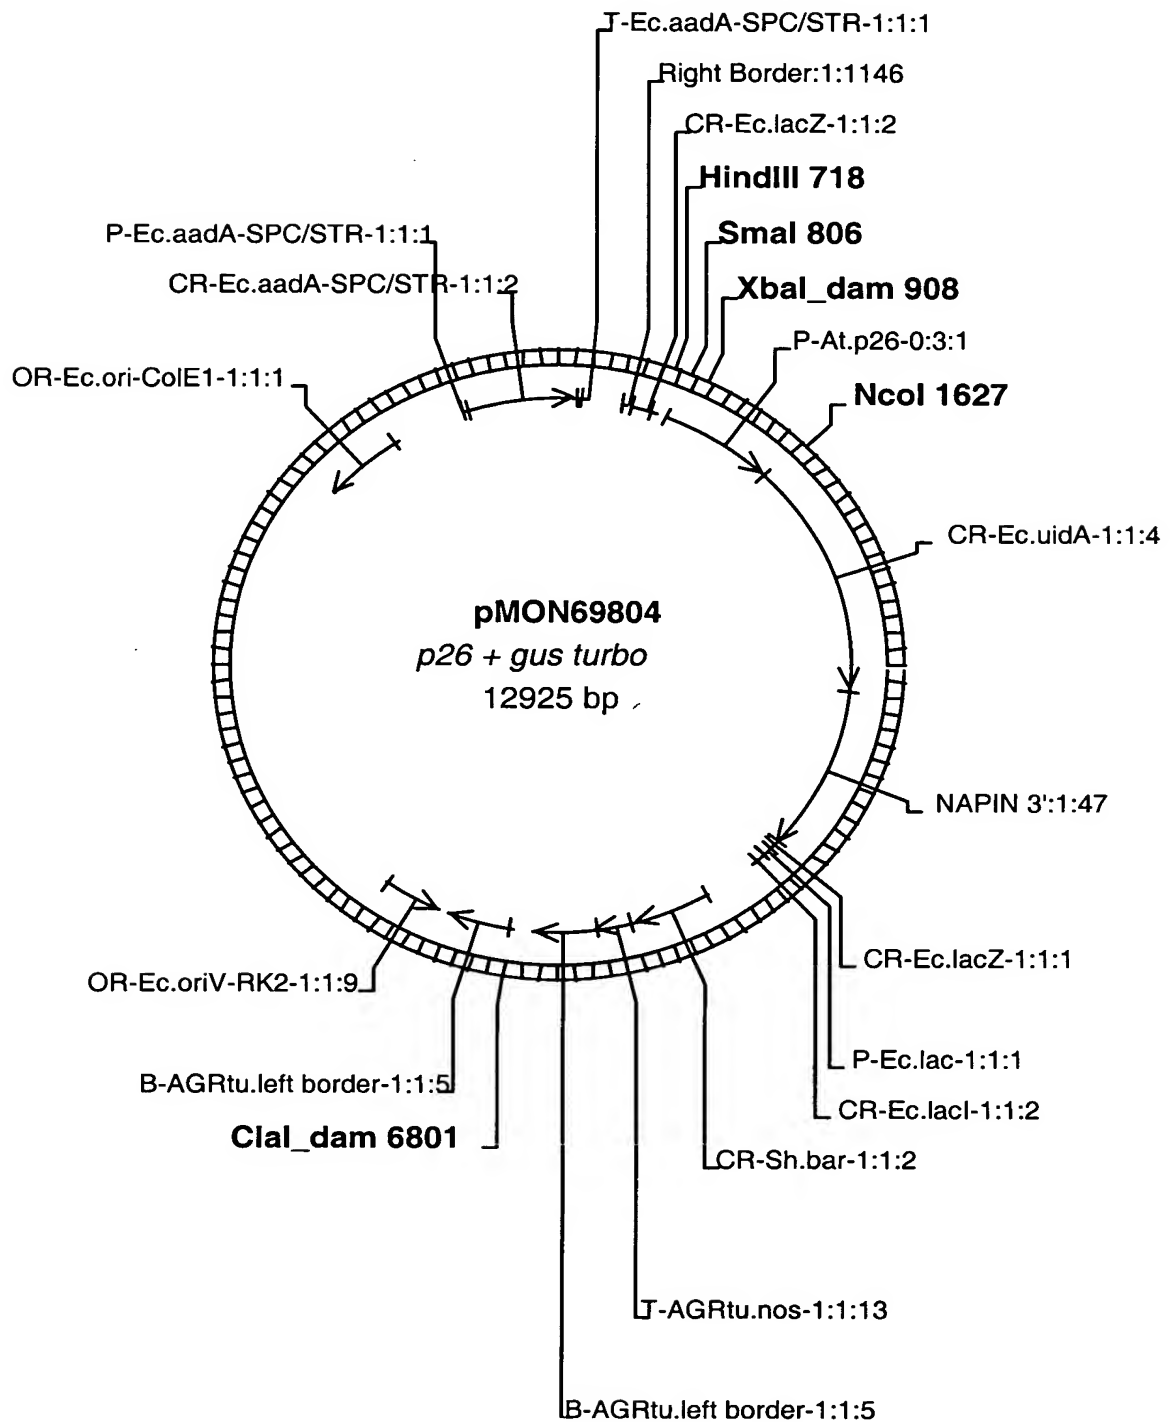 T-Ec.aadA-SPC/STR-1:1:1
Right Border:1:1146
CR-Ec.lacZ-1:1:2
HindIII 718
P-Ec.aadA-SPC/STR-1:1:1
SmaI 806
CR-Ec.aadA-SPC/STR-1:1:2
XbaI_dam 908
P-At.p26-0:3:1
OR-Ec.ori-ColE1-1:1:1
NcoI 1627
CR-Ec.uidA-1:1:4
pMON69804
p26 + gus turbo
12925 bp
NAPIN 3':1:47
CR-Ec.lacZ-1:1:1
OR-Ec.oriV-RK2-1:1:9
P-Ec.lac-1:1:1
B-AGRtu.left border-1:1:5
CR-Ec.lacI-1:1:2
ClaI_dam 6801
CR-Sh.bar-1:1:2
T-AGRtu.nos-1:1:13
B-AGRtu.left border-1:1:5